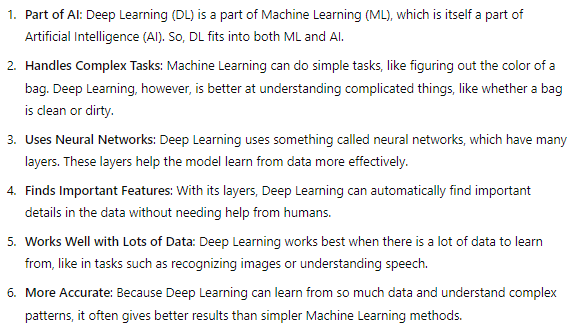 1. Part of AI: Deep Learning (DL) is a part of Machine Learning (ML), which is itself a part of
Artificial Intelligence (AI). So, DL fits into both ML and AI.
2. Handles Complex Tasks: Machine Learning can do simple tasks, like figuring out the color of a
bag. Deep Learning, however, is better at understanding complicated things, like whether a bag
is clean or dirty.
3. Uses Neural Networks: Deep Learning uses something called neural networks, which have many
layers. These layers help the model learn from data more effectively.
4. Finds Important Features: With its layers, Deep Learning can automatically find important
details in the data without needing help from humans.
5. Works Well with Lots of Data: Deep Learning works best when there is a lot of data to learn
from, like in tasks such as recognizing images or understanding speech.
6. More Accurate: Because Deep Learning can learn from so much data and understand complex
patterns, it often gives better results than simpler Machine Learning methods.